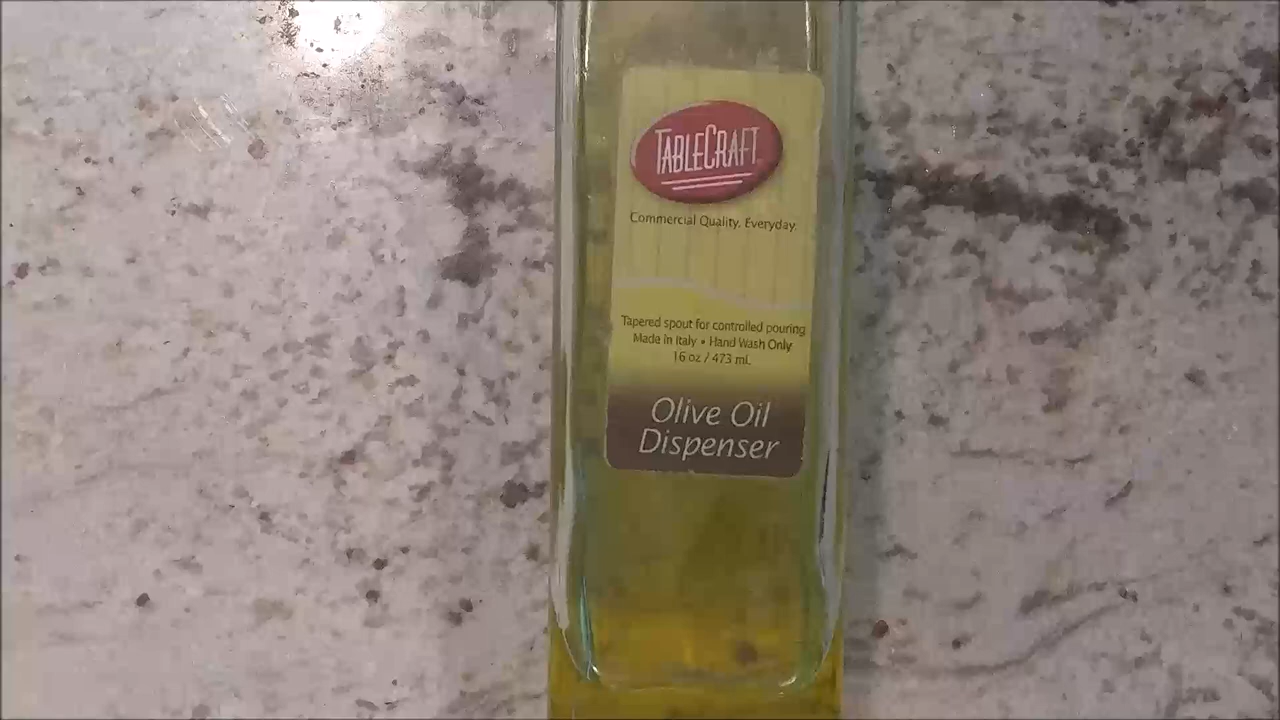 TABLECRAFT
Commercial Quality. Everyday.
Tapered spout for controlled pouring
Made in Italy • Hand Wash Only
16 oz / 473 mL
Olive Oil
Dispenser